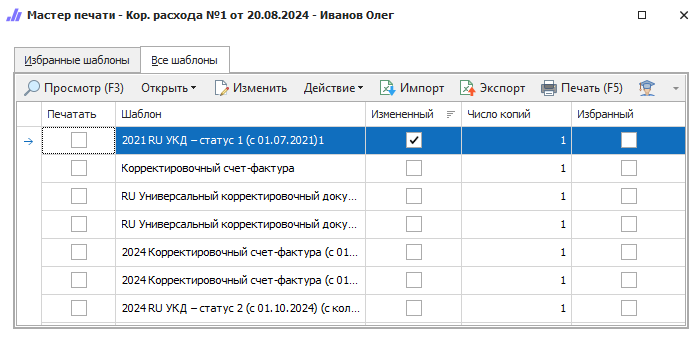 Мастер печати - Кор. расхода №1 от 20.08.2024 - Иванов Олег
Избранные шаблоны Все шаблоны
Просмотр (F3) Открыть Изменить Действие Импорт Экспорт Печать (F5)
Печатать Шаблон Измененный Число копий Избранный
2021 RU УКД – статус 1 (с 01.07.2021)1 1
Корректировочный счет-фактура 1
RU Универсальный корректировочный доку... 1
RU Универсальный корректировочный доку... 1
2024 Корректировочный счет-фактура (с 01... 1
2024 Корректировочный счет-фактура (с 01... 1
2024 RU УКД – статус 2 (с 01.10.2024) (с кол... 1